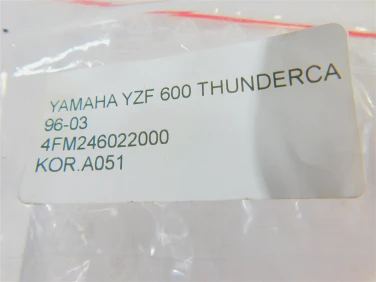 YAMAHA YZF 600 THUNDERCA
96-03
4FM246022000
KOR.A051